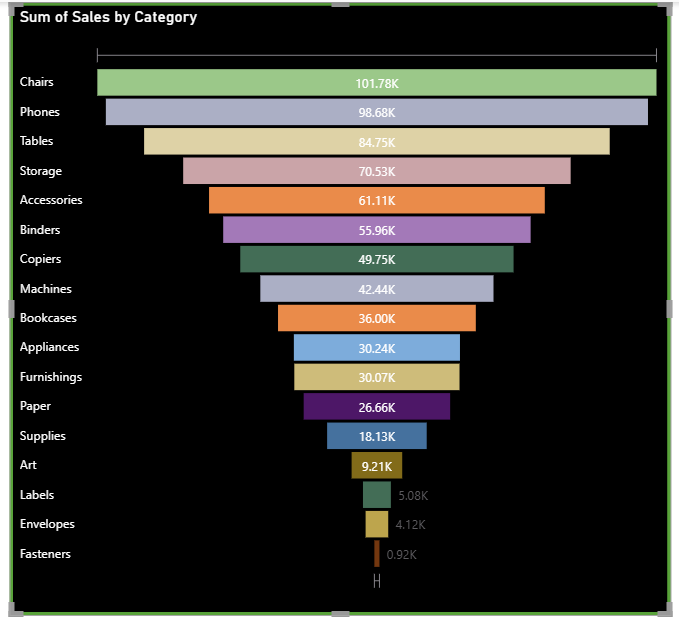 Sum of Sales by Category
Chairs 101.78K
Phones 98.68K
Tables 84.75K
Storage 70.53K
Accessories 61.11K
Binders 55.96K
Copiers 49.75K
Machines 42.44K
Bookcases 36.00K
Appliances 30.24K
Furnishings 30.07K
Paper 26.66K
Supplies 18.13K
Art 9.21K
Labels 5.08K
Envelopes 4.12K
Fasteners 0.92K